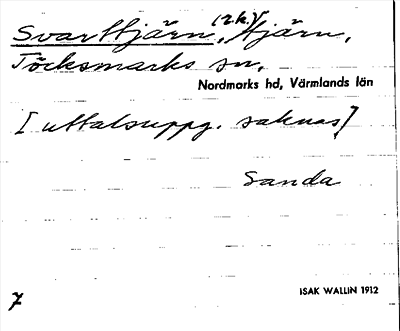 Svarttjärn, (2 k.) tjärn,
Töcksmarks sn,
Nordmarks hd, Värmlands län
[uttalsuppg. saknas]
Sanda
ISAK WALLIN 1912
7